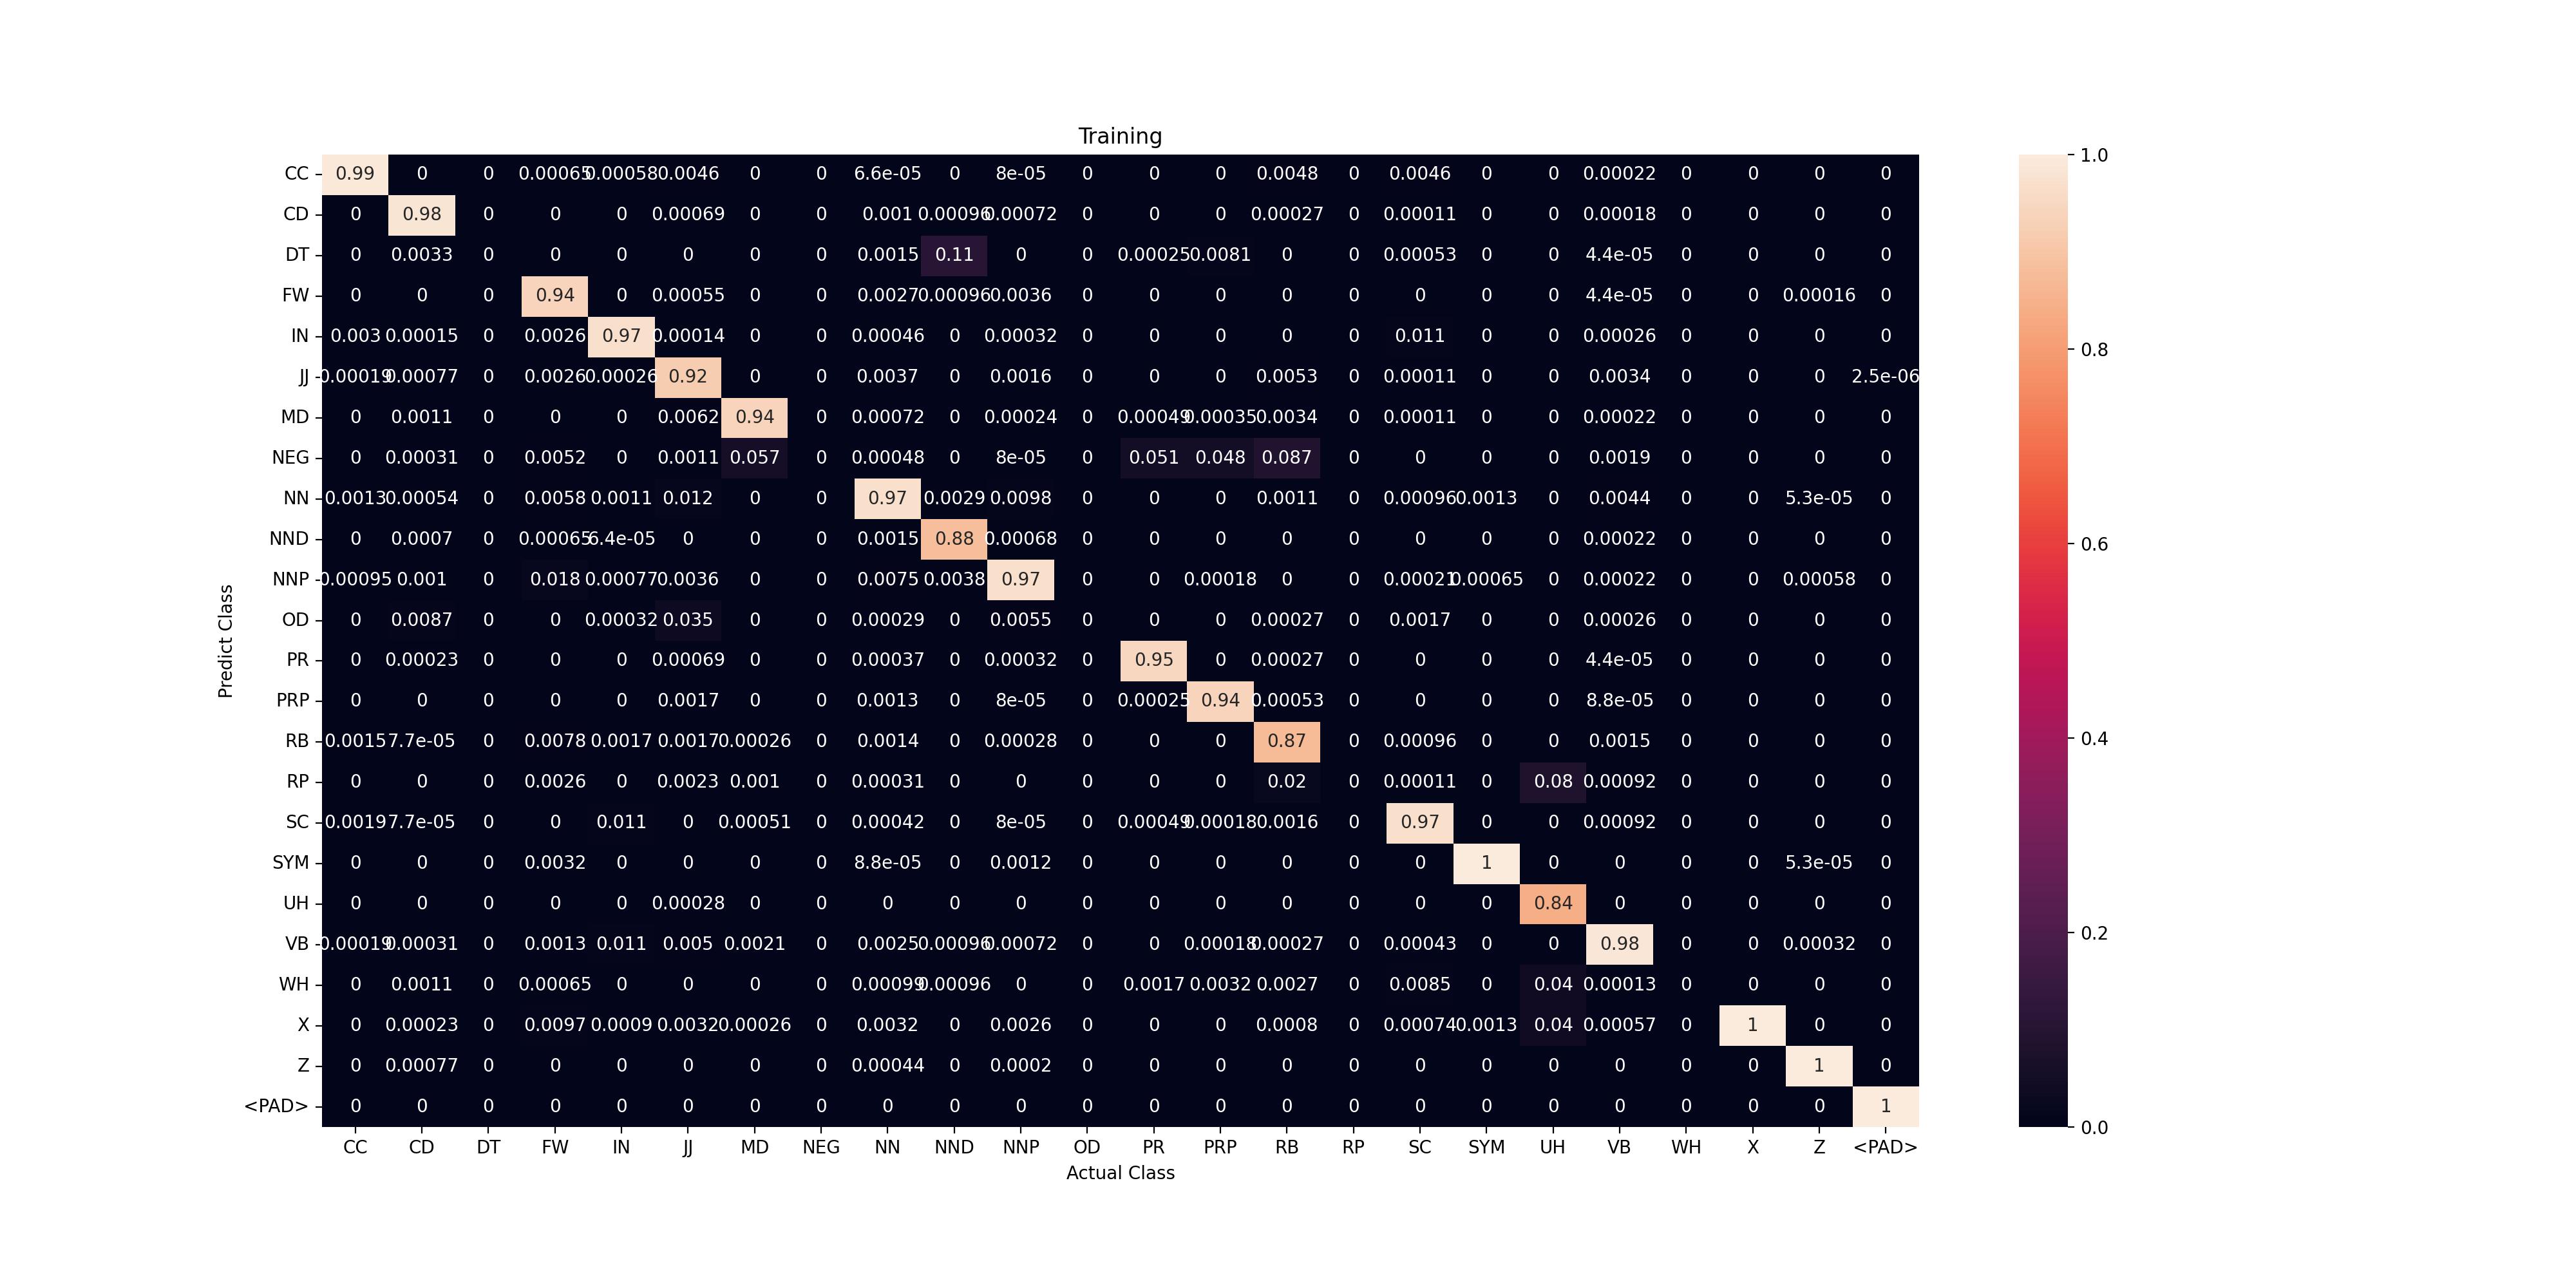 Training
CC 0.99 0 0 0.00065 0.00058 0.0046 0 0 6.6e-05 0 8e-05 0 0 0 0.0048 0 0.0046 0 0 0.00022 0 0 0 0 1.0
CD 0 0.98 0 0 0 0.00069 0 0 0.001 0.00096 0.00072 0 0 0 0.00027 0 0.00011 0 0 0.00018 0 0 0 0
DT 0 0.0033 0 0 0 0 0 0 0.0015 0.11 0 0 0.00025 0.0081 0 0 0.00053 0 0 4.4e-05 0 0 0 0
FW 0 0 0 0.94 0 0.00055 0 0 0.0027 0.00096 0.0036 0 0 0 0 0 0 0 0 4.4e-05 0 0 0.00016 0
IN 0.003 0.00015 0 0.0026 0.97 0.00014 0 0 0.00046 0 0.00032 0 0 0 0 0 0.011 0 0 0.00026 0 0 0 0 0.8
JJ 0.00019 0.00077 0 0.0026 0.00026 0.92 0 0 0.0037 0 0.0016 0 0 0 0.0053 0 0.00011 0 0 0.0034 0 0 0 2.5e-06
MD 0 0.0011 0 0 0 0.0062 0.94 0 0.00072 0 0.00024 0 0.00049 0.00035 0.0034 0 0.00011 0 0 0.00022 0 0 0 0
NEG 0 0.00031 0 0.0052 0 0.0011 0.057 0 0.00048 0 8e-05 0 0.051 0.048 0.087 0 0 0 0 0.0019 0 0 0 0
NN 0.0013 0.00054 0 0.0058 0.0011 0.012 0 0 0.97 0.0029 0.0098 0 0 0 0.0011 0 0.00096 0.0013 0 0.0044 0 0 5.3e-05 0
NND 0 0.0007 0 0.00065 6.4e-05 0 0 0 0.0015 0.88 0.00068 0 0 0 0 0 0 0 0 0.00022 0 0 0 0 0.6
NNP 0.00095 0.001 0 0.018 0.00077 0.0036 0 0 0.0075 0.0038 0.97 0 0 0.00018 0 0 0.00021 0.00065 0 0.00022 0 0 0.00058 0
OD 0 0.0087 0 0 0.00032 0.035 0 0 0.00029 0 0.0055 0 0 0 0.00027 0 0.0017 0 0 0.00026 0 0 0 0
Predict Class
PR 0 0.00023 0 0 0 0.00069 0 0 0.00037 0 0.00032 0 0.95 0 0.00027 0 0 0 0 4.4e-05 0 0 0 0
PRP 0 0 0 0 0 0.0017 0 0 0.0013 0 8e-05 0 0.00025 0.94 0.00053 0 0 0 0 8.8e-05 0 0 0 0
RB 0.0015 7.7e-05 0 0.0078 0.0017 0.0017 0.00026 0 0.0014 0 0.00028 0 0 0 0.87 0 0.00096 0 0 0.0015 0 0 0 0 0.4
RP 0 0 0 0.0026 0 0.0023 0.001 0 0.00031 0 0 0 0 0 0.02 0 0.00011 0 0.08 0.00092 0 0 0 0
SC 0.0019 7.7e-05 0 0 0.011 0 0.00051 0 0.00042 0 8e-05 0 0.00049 0.00018 0.0016 0 0.97 0 0 0.00092 0 0 0 0
SYM 0 0 0 0.0032 0 0 0 0 8.8e-05 0 0.0012 0 0 0 0 0 0 1 0 0 0 0 5.3e-05 0
UH 0 0 0 0 0 0.00028 0 0 0 0 0 0 0 0 0 0 0 0 0.84 0 0 0 0 0
VB 0.00019 0.00031 0 0.0013 0.011 0.005 0.0021 0 0.0025 0.00096 0.00072 0 0 0.00018 0.00027 0 0.00043 0 0 0.98 0 0 0.00032 0 0.2
WH 0 0.0011 0 0.00065 0 0 0 0 0.00099 0.00096 0 0 0.0017 0.0032 0.0027 0 0.0085 0 0.04 0.00013 0 0 0 0
X 0 0.00023 0 0.0097 0.0009 0.0032 0.00026 0 0.0032 0 0.0026 0 0 0 0.0008 0 0.00074 0.0013 0.04 0.00057 0 1 0 0
Z 0 0.00077 0 0 0 0 0 0 0.00044 0 0.0002 0 0 0 0 0 0 0 0 0 0 0 1 0
<PAD> 0 0 0 0 0 0 0 0 0 0 0 0 0 0 0 0 0 0 0 0 0 0 0 1 0.0
CC CD DT FW IN JJ MD NEG NN NND NNP OD PR PRP RB RP SC SYM UH VB WH X Z <PAD>
Actual Class